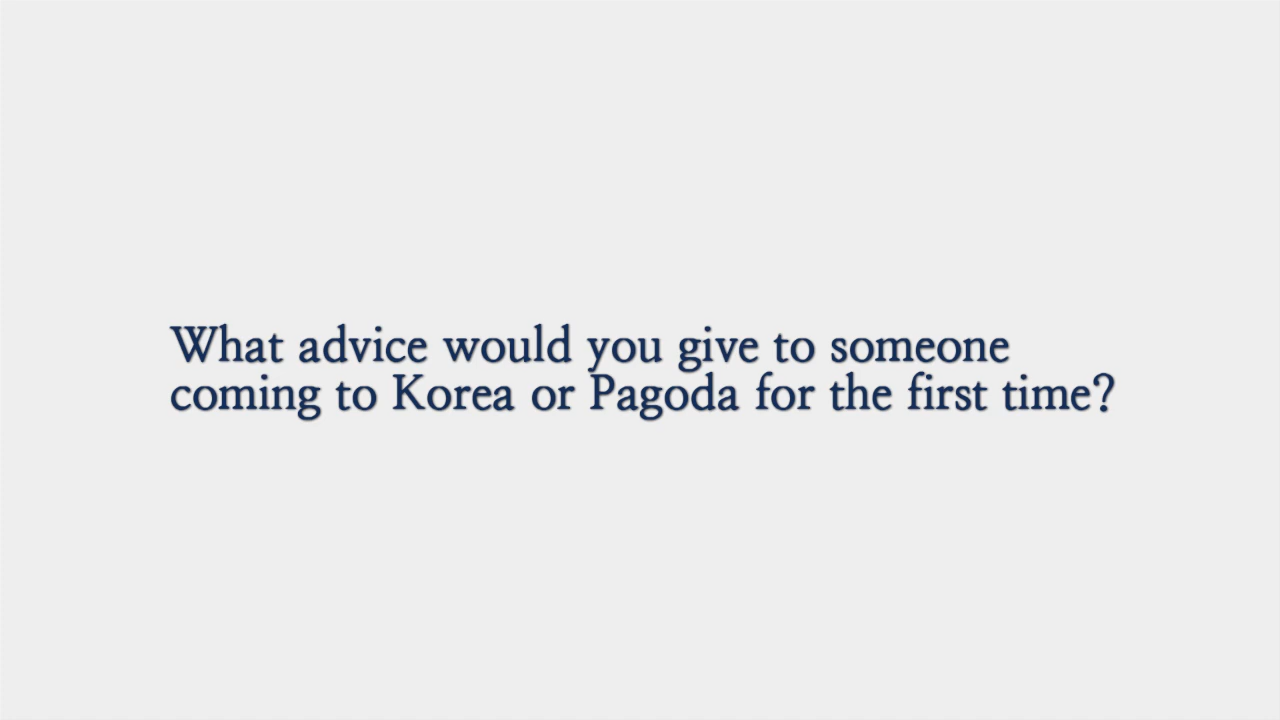 What advice would you give to someone
coming to Korea or Pagoda for the first time?